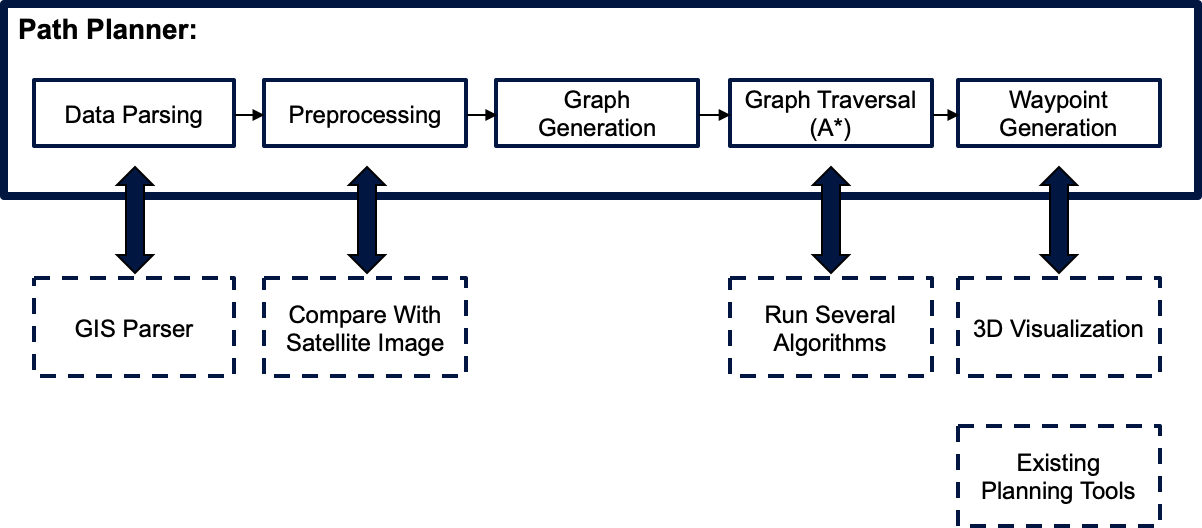 Path Planner:
Data Parsing
Preprocessing
Graph
Generation
Graph Traversal
(A*)
Waypoint
Generation
GIS Parser
Compare With
Satellite Image
Run Several
Algorithms
3D Visualization
Existing
Planning Tools